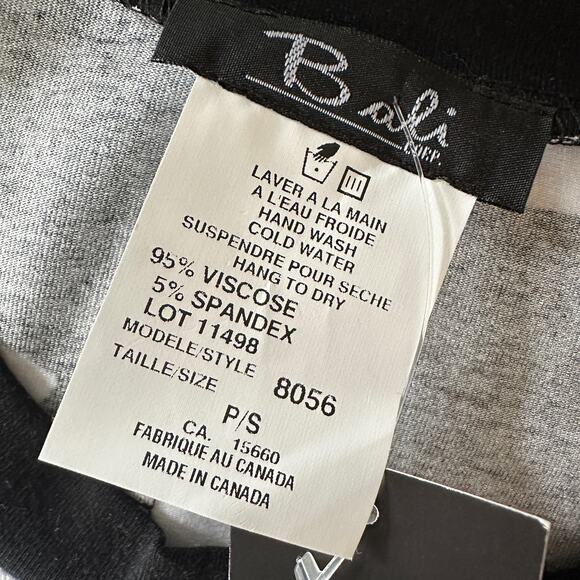 Bali
CORP.
LAVER A LA MAIN
A L'EAU FROIDE
HAND WASH
COLD WATER
SUSPENDRE POUR SECHE
HANG TO DRY
95% VISCOSE
5% SPANDEX
LOT 11498
MODELE/STYLE 8056
TAILLE/SIZE
P/S
CA. 15660
FABRIQUE AU CANADA
MADE IN CANADA